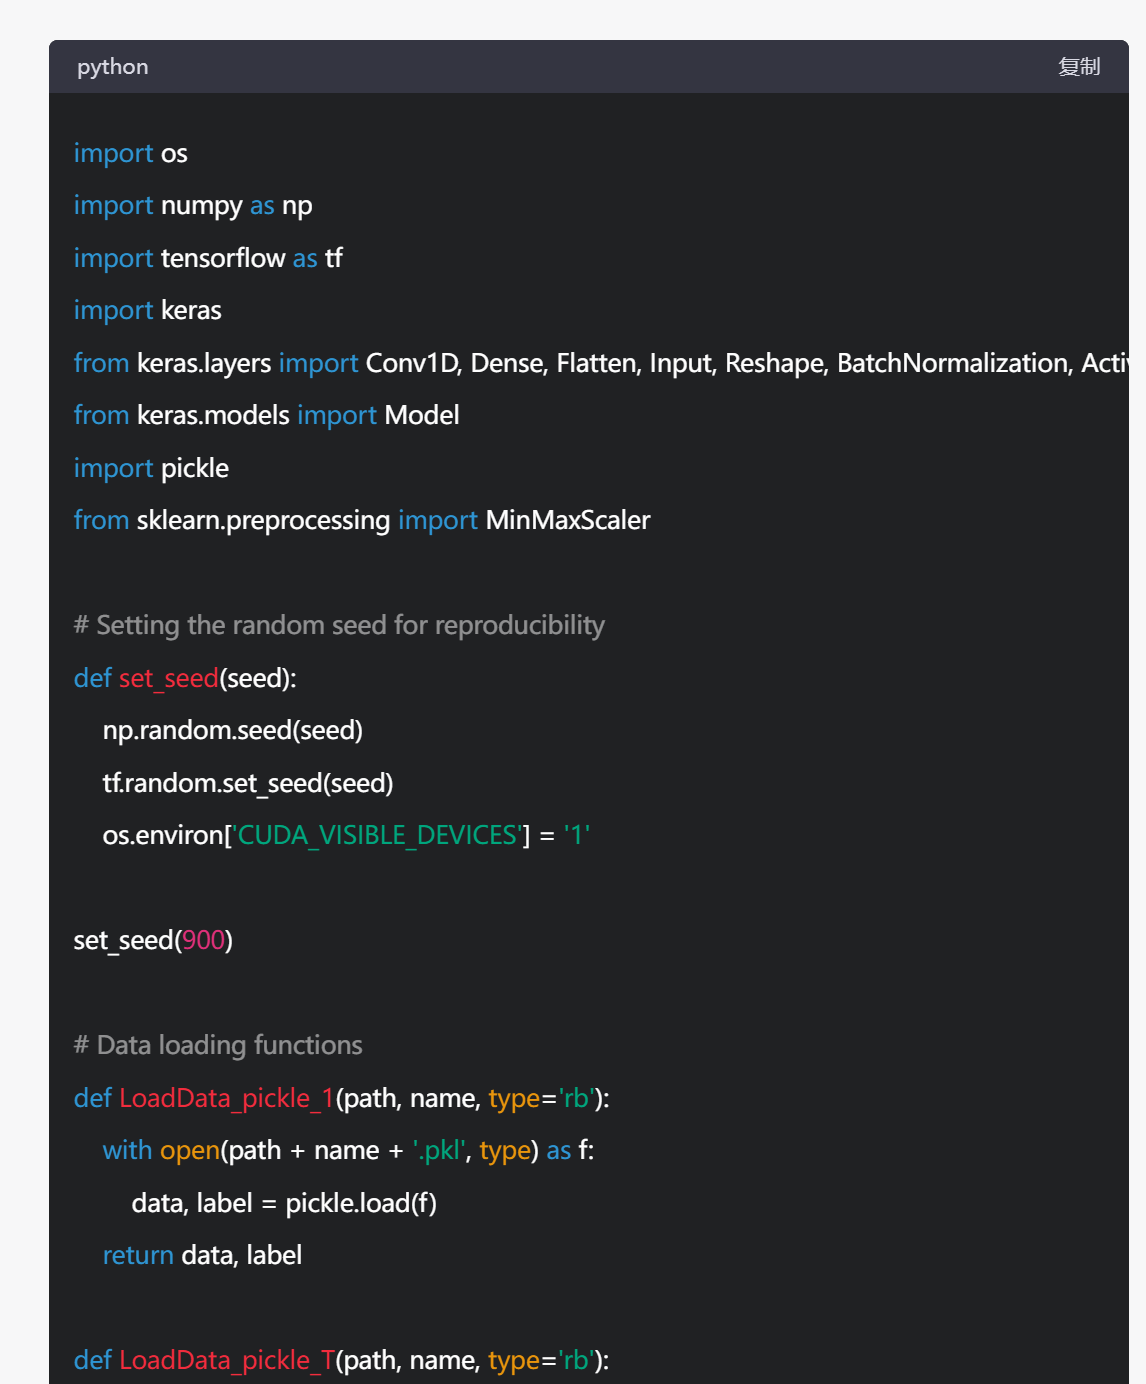 python
复制
import os
import numpy as np
import tensorflow as tf
import keras
from keras.layers import Conv1D, Dense, Flatten, Input, Reshape, BatchNormalization, Activ
from keras.models import Model
import pickle
from sklearn.preprocessing import MinMaxScaler
# Setting the random seed for reproducibility
def set_seed(seed):
    np.random.seed(seed)
    tf.random.set_seed(seed)
    os.environ['CUDA_VISIBLE_DEVICES'] = '1'
set_seed(900)
# Data loading functions
def LoadData_pickle_1(path, name, type='rb'):
    with open(path + name + '.pkl', type) as f:
        data, label = pickle.load(f)
    return data, label
def LoadData_pickle_T(path, name, type='rb'):